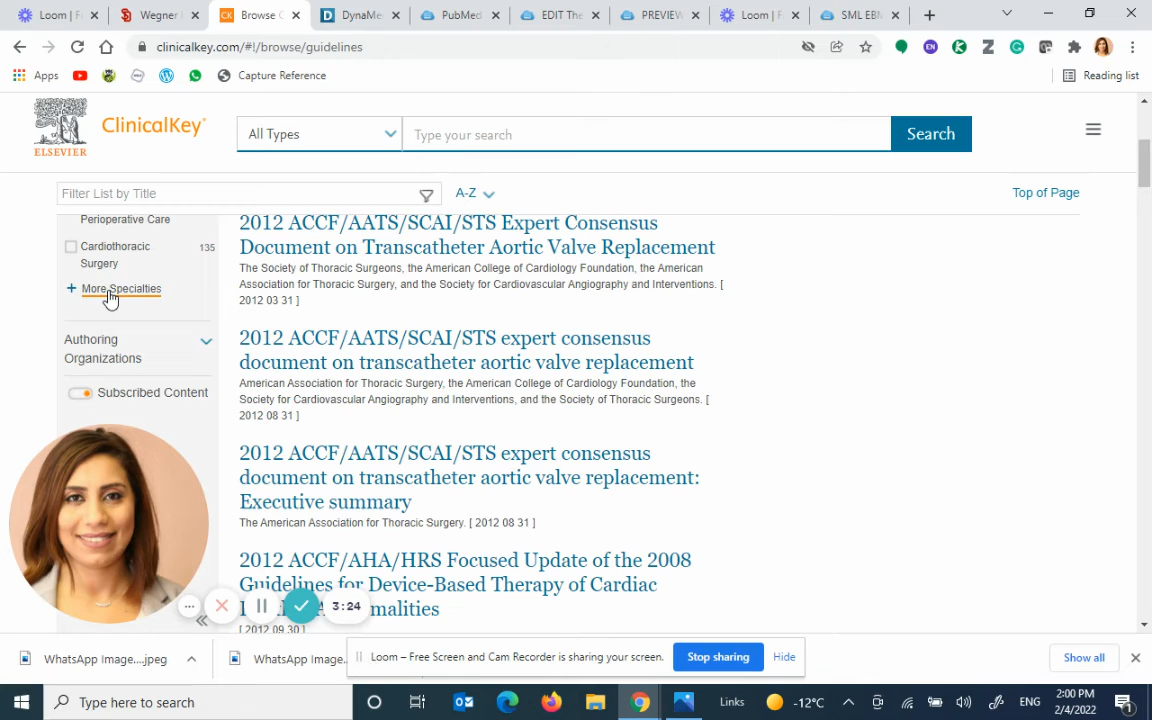 Loom | F
Wegner
Browse C
DynaMe
PubMed
EDIT The
PREVIEW
Loom | F
SML EBM
clinicalkey.com/#!/browse/guidelines
EN
Apps
Capture Reference
Reading list
ELSEVIER
ClinicalKey®
All Types
Type your search
Search
Filter List by Title
A-Z
Top of Page
Perioperative Care
Cardiothoracic
Surgery
135
+ More Specialties
Authoring
Organizations
Subscribed Content
2012 ACCF/AATS/SCAI/STS Expert Consensus
Document on Transcatheter Aortic Valve Replacement
The Society of Thoracic Surgeons, the American College of Cardiology Foundation, the American
Association for Thoracic Surgery, and the Society for Cardiovascular Angiography and Interventions. [
2012 03 31 ]
2012 ACCF/AATS/SCAI/STS expert consensus
document on transcatheter aortic valve replacement
American Association for Thoracic Surgery, the American College of Cardiology Foundation, the
Society for Cardiovascular Angiography and Interventions, and the Society of Thoracic Surgeons. [
2012 08 31 ]
2012 ACCF/AATS/SCAI/STS expert consensus
document on transcatheter aortic valve replacement:
Executive summary
The American Association for Thoracic Surgery. [ 2012 08 31 ]
2012 ACCF/AHA/HRS Focused Update of the 2008
Guidelines for Device-Based Therapy of Cardiac
malities
[ 2012 09 30 ]
3:24
WhatsApp Image....jpeg
WhatsApp Image.
Loom – Free Screen and Cam Recorder is sharing your screen.
Stop sharing
Hide
Show all
Type here to search
Links
-12°C
ENG
2:00 PM
2/4/2022
1